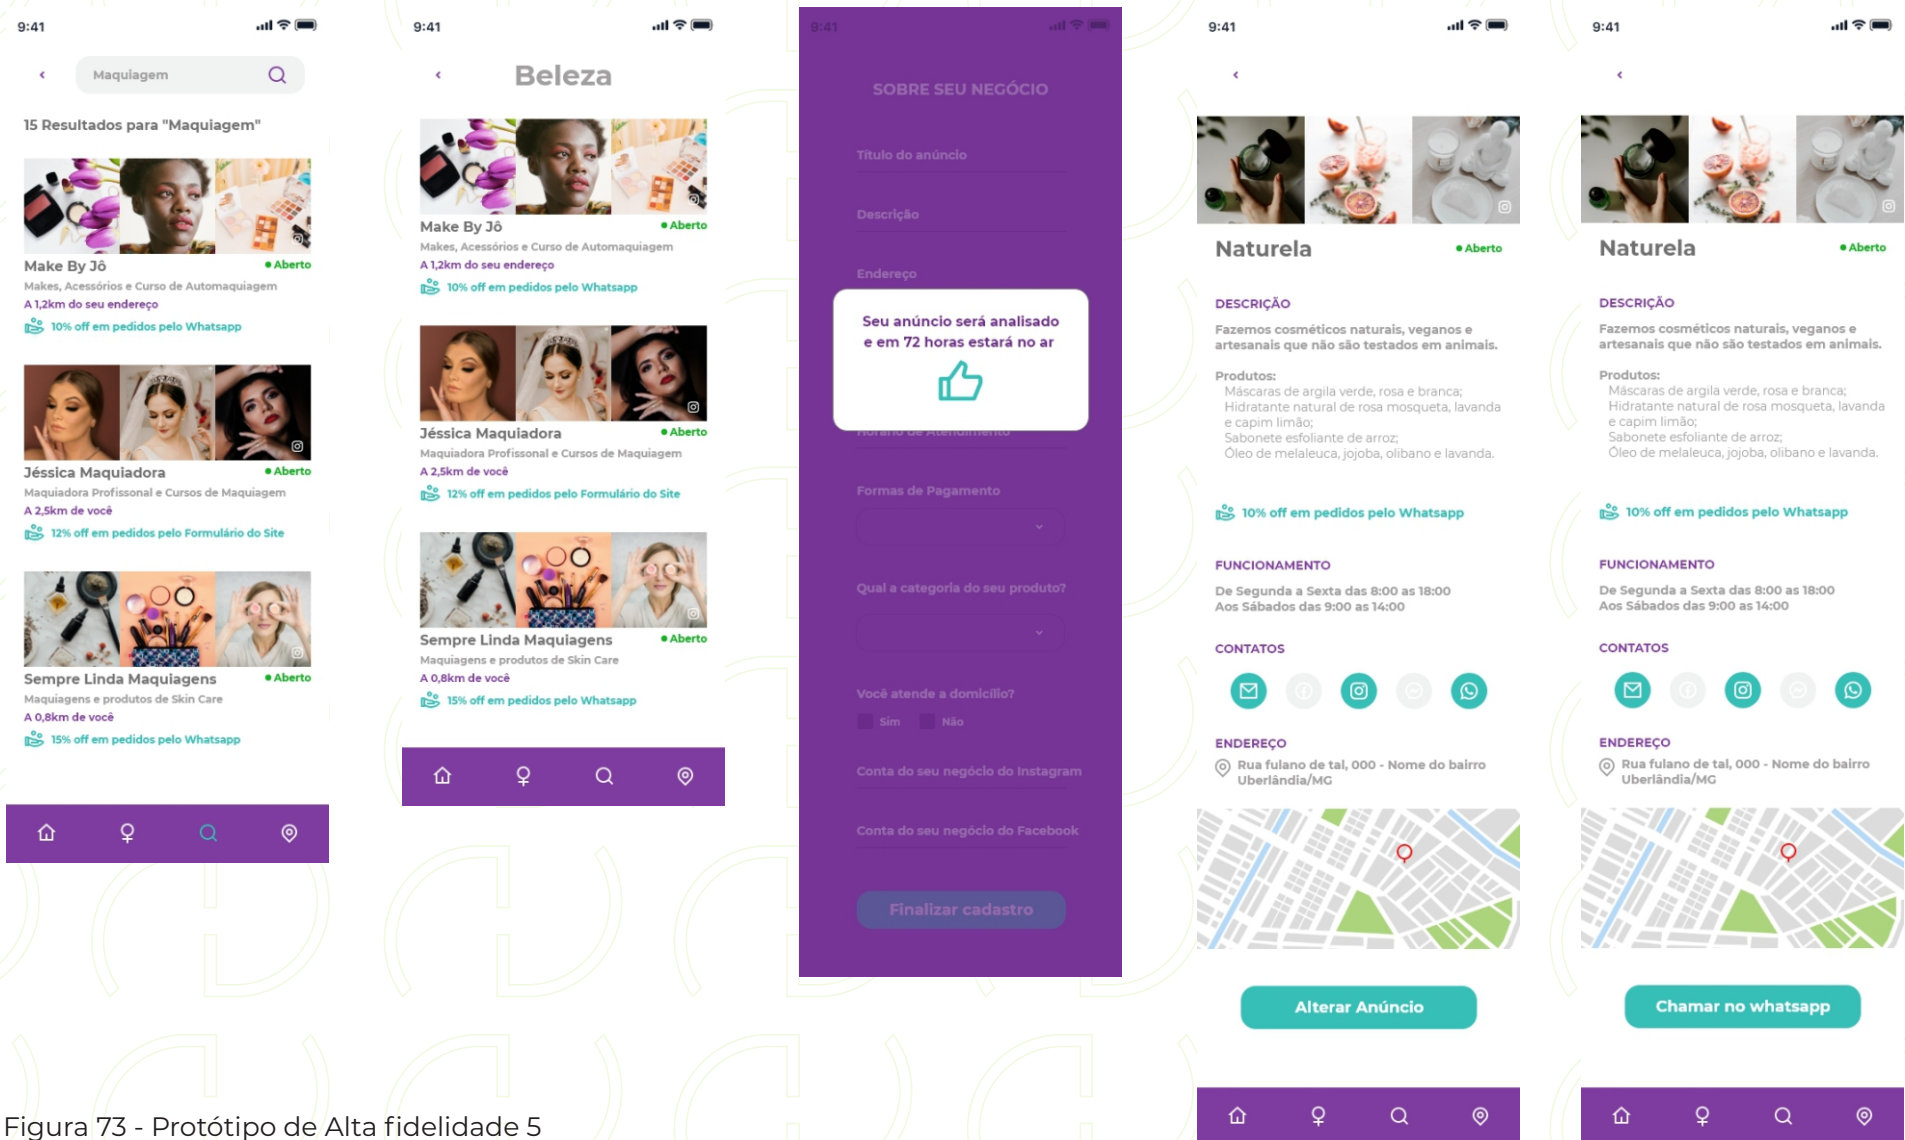 9:41
Maquiagem
15 Resultados para "Maquiagem"
Make By Jô
Aberto
Makes, Acessórios e Curso de Automaquiagem
A 1,2km do seu endereço
10% off em pedidos pelo Whatsapp
Jéssica Maquiadora
Aberto
Maquiadora Profissonal e Cursos de Maquiagem
A 2,5km de você
12% off em pedidos pelo Formulário do Site
Sempre Linda Maquiagens
Aberto
Maquiagens e produtos de Skin Care
A 0,8km de você
15% off em pedidos pelo Whatsapp
9:41
Beleza
Make By Jô
Aberto
Makes, Acessórios e Curso de Automaquiagem
A 1,2km do seu endereço
10% off em pedidos pelo Whatsapp
Jéssica Maquiadora
Aberto
Maquiadora Profissonal e Cursos de Maquiagem
A 2,5km de você
12% off em pedidos pelo Formulário do Site
Sempre Linda Maquiagens
Aberto
Maquiagens e produtos de Skin Care
A 0,8km de você
15% off em pedidos pelo Whatsapp
9:41
SOBRE SEU NEGÓCIO
Título do anúncio
Descrição
Endereço
Seu anúncio será analisado
e em 72 horas estará no ar
Horário de Atendimento
Formas de Pagamento
Qual a categoria do seu produto?
Você atende a domicílio?
Sim
Não
Conta do seu negócio do Instagram
Conta do seu negócio do Facebook
Finalizar cadastro
9:41
Naturela
Aberto
DESCRIÇÃO
Fazemos cosméticos naturais, veganos e
artesanais que não são testados em animais.
Produtos:
Máscaras de argila verde, rosa e branca;
Hidratante natural de rosa mosqueta, lavanda
e capim limão;
Sabonete esfoliante de arroz;
Óleo de melaleuca, jojoba, olibano e lavanda.
10% off em pedidos pelo Whatsapp
FUNCIONAMENTO
De Segunda a Sexta das 8:00 as 18:00
Aos Sábados das 9:00 as 14:00
CONTATOS
ENDEREÇO
Rua fulano de tal, 000 - Nome do bairro
Uberlândia/MG
Alterar Anúncio
9:41
Naturela
Aberto
DESCRIÇÃO
Fazemos cosméticos naturais, veganos e
artesanais que não são testados em animais.
Produtos:
Máscaras de argila verde, rosa e branca;
Hidratante natural de rosa mosqueta, lavanda
e capim limão;
Sabonete esfoliante de arroz;
Óleo de melaleuca, jojoba, olibano e lavanda.
10% off em pedidos pelo Whatsapp
FUNCIONAMENTO
De Segunda a Sexta das 8:00 as 18:00
Aos Sábados das 9:00 as 14:00
CONTATOS
ENDEREÇO
Rua fulano de tal, 000 - Nome do bairro
Uberlândia/MG
Chamar no whatsapp
Figura 73 - Protótipo de Alta fidelidade 5